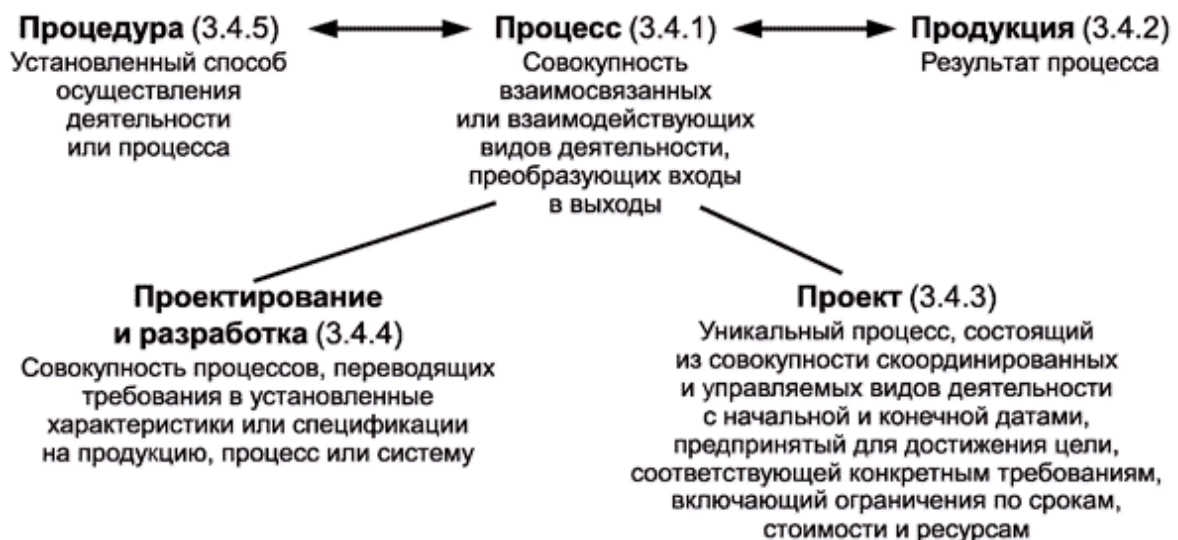 Процедура (3.4.5)
Установленный способ
осуществления
деятельности
или процесса
Процесс (3.4.1)
Совокупность
взаимосвязанных
или взаимодействующих
видов деятельности,
преобразующих входы
в выходы
Продукция (3.4.2)
Результат процесса
Проектирование
и разработка (3.4.4)
Совокупность процессов, переводящих
требования в установленные
характеристики или спецификации
на продукцию, процесс или систему
Проект (3.4.3)
Уникальный процесс, состоящий
из совокупности скоординированных
и управляемых видов деятельности
с начальной и конечной датами,
предпринятый для достижения цели,
соответствующей конкретным требованиям,
включающий ограничения по срокам,
стоимости и ресурсам